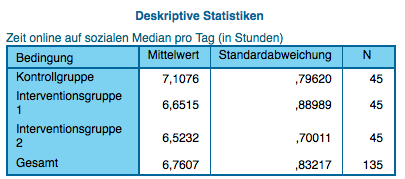 Deskriptive Statistiken
Zeit online auf sozialen Median pro Tag (in Stunden)
Bedingung Mittelwert Standardabweichung N
Kontrollgruppe 7,1076 ,79620 45
Interventionsgruppe
1 6,6515 ,88989 45
Interventionsgruppe
2 6,5232 ,70011 45
Gesamt 6,7607 ,83217 135